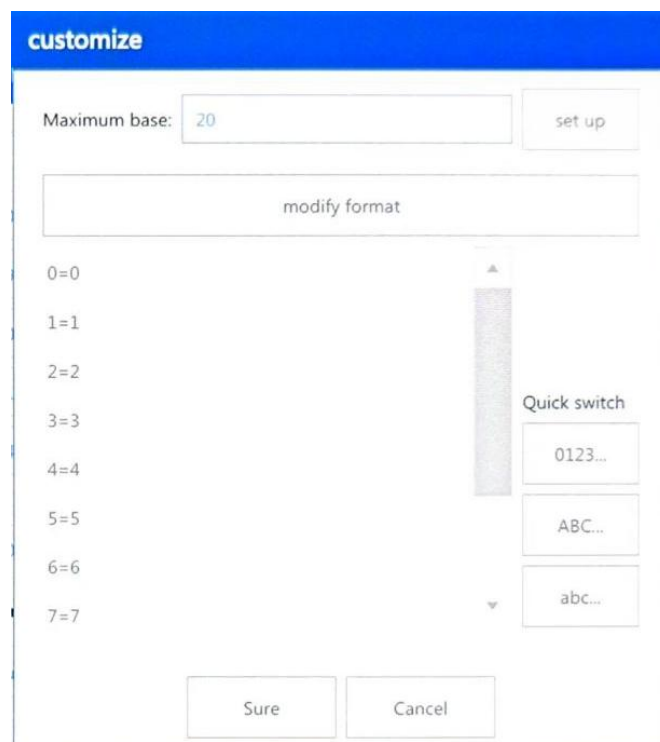 customize
Maximum base: 20 set up
modify format
0=0
1=1
2=2
3=3
4=4
5=5
6=6
7=7
Quick switch
0123...
ABC...
abc...
Sure Cancel